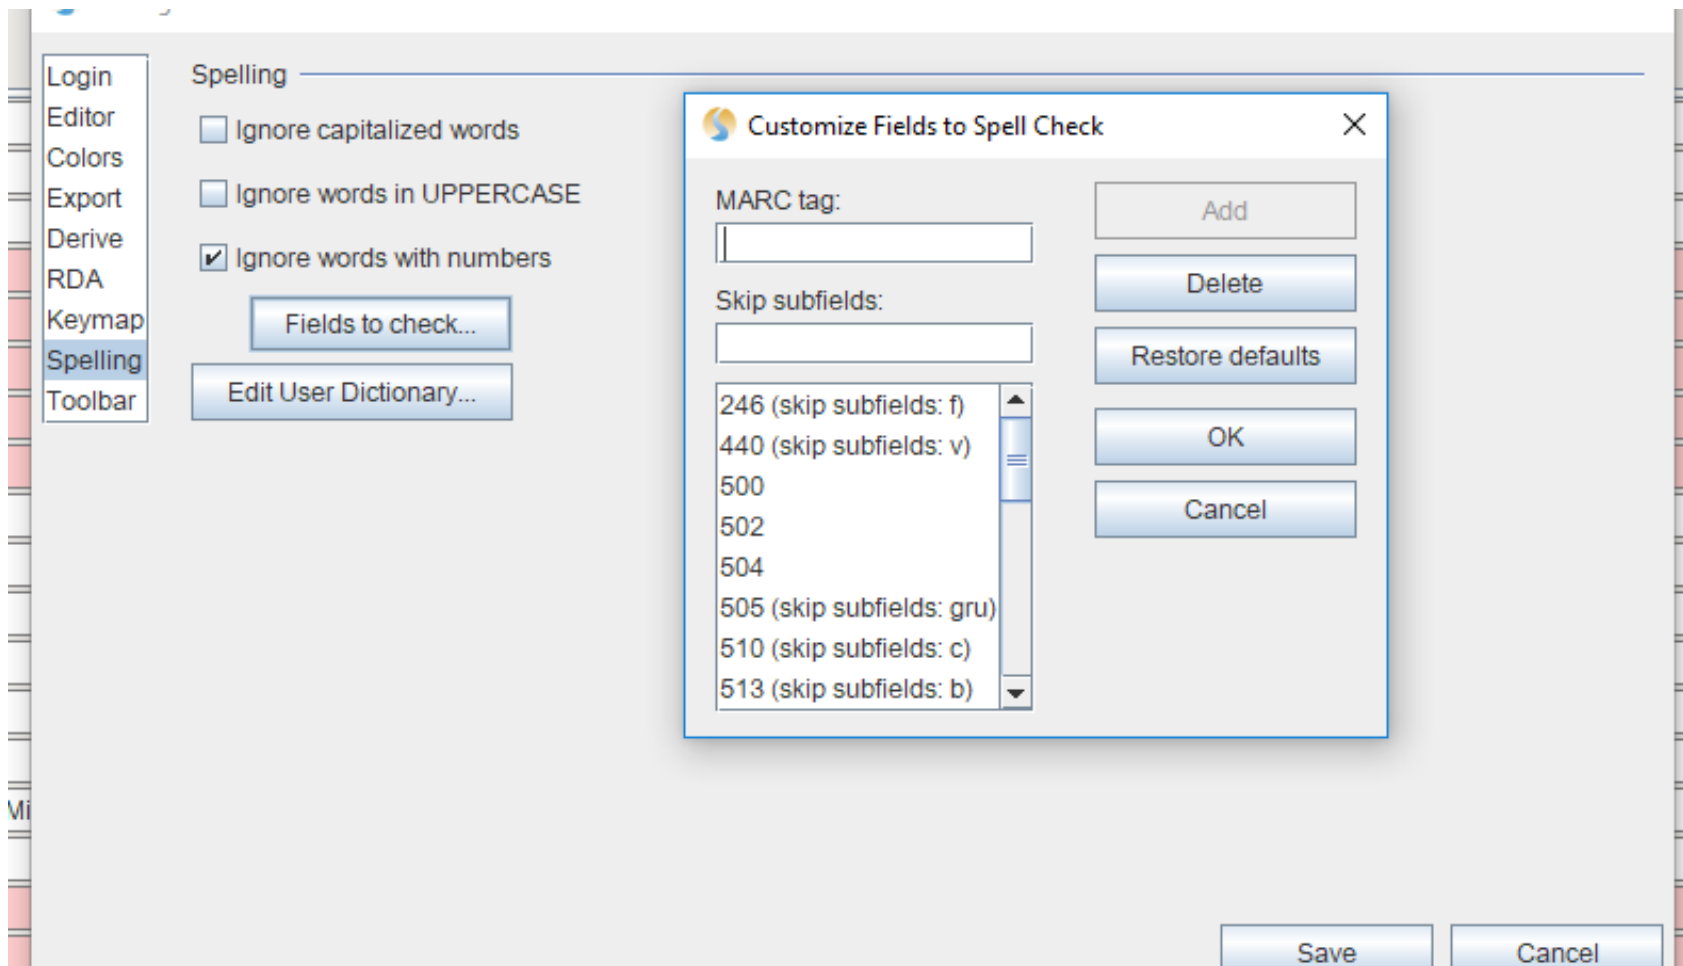 Login
Editor
Colors
Export
Derive
RDA
Keymap
Spelling
Toolbar
Spelling
Ignore capitalized words
Ignore words in UPPERCASE
Ignore words with numbers
Fields to check...
Edit User Dictionary...
Customize Fields to Spell Check
MARC tag:
Skip subfields:
246 (skip subfields: f)
440 (skip subfields: v)
500
502
504
505 (skip subfields: gru)
510 (skip subfields: c)
513 (skip subfields: b)
Add
Delete
Restore defaults
OK
Cancel
Mi
Save
Cancel